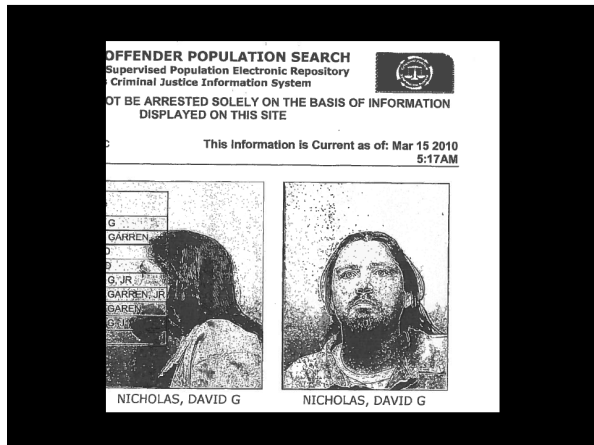 OFFENDER POPULATION SEARCH
Supervised Population Electronic Repository
Criminal Justice Information System
OT BE ARRESTED SOLELY ON THE BASIS OF INFORMATION
DISPLAYED ON THIS SITE
This Information is Current as of: Mar 15 2010
5:17AM
G
GARREN
G, JR
GARREN, JR
GAREN
NICHOLAS, DAVID G
NICHOLAS, DAVID G